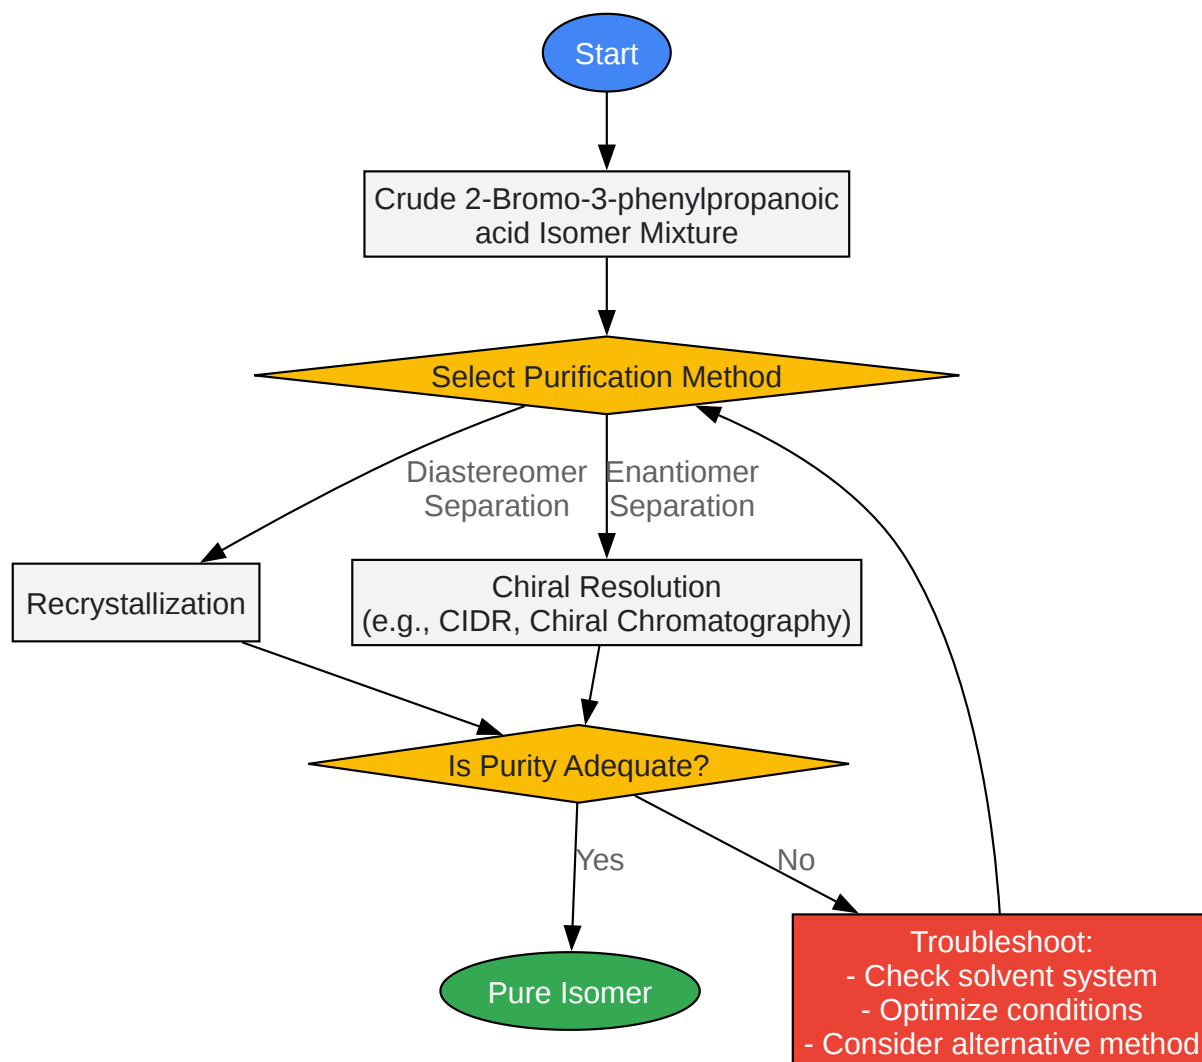 Start
Crude 2-Bromo-3-phenylpropanoic
acid Isomer Mixture
Select Purification Method
Diastereomer
Separation
Enantiomer
Separation
Recrystallization
Chiral Resolution
(e.g., CIDR, Chiral Chromatography)
Is Purity Adequate?
Yes
No
Pure Isomer
Troubleshoot:
- Check solvent system
- Optimize conditions
- Consider alternative method